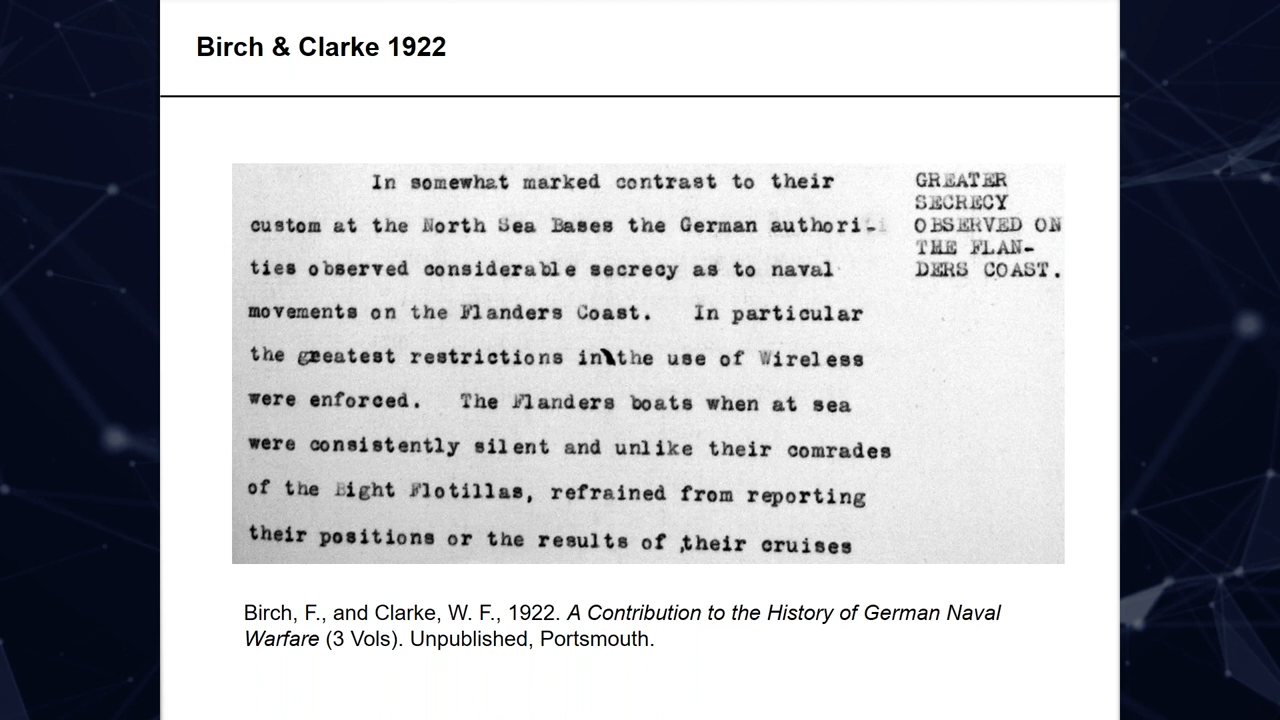 Birch & Clarke 1922
In somewhat marked contrast to their
custom at the North Sea Bases the German authori-
ties observed considerable secrecy as to naval
movements on the Flanders Coast. In particular
the greatest restrictions in the use of Wireless
were enforced. The Flanders boats when at sea
were consistently silent and unlike their comrades
of the Bight Flotillas, refrained from reporting
their positions or the results of their cruises
GREATER
SECRECY
OBSERVED ON
THE FLAN-
DERS COAST.
Birch, F., and Clarke, W. F., 1922. A Contribution to the History of German Naval
Warfare (3 Vols). Unpublished, Portsmouth.